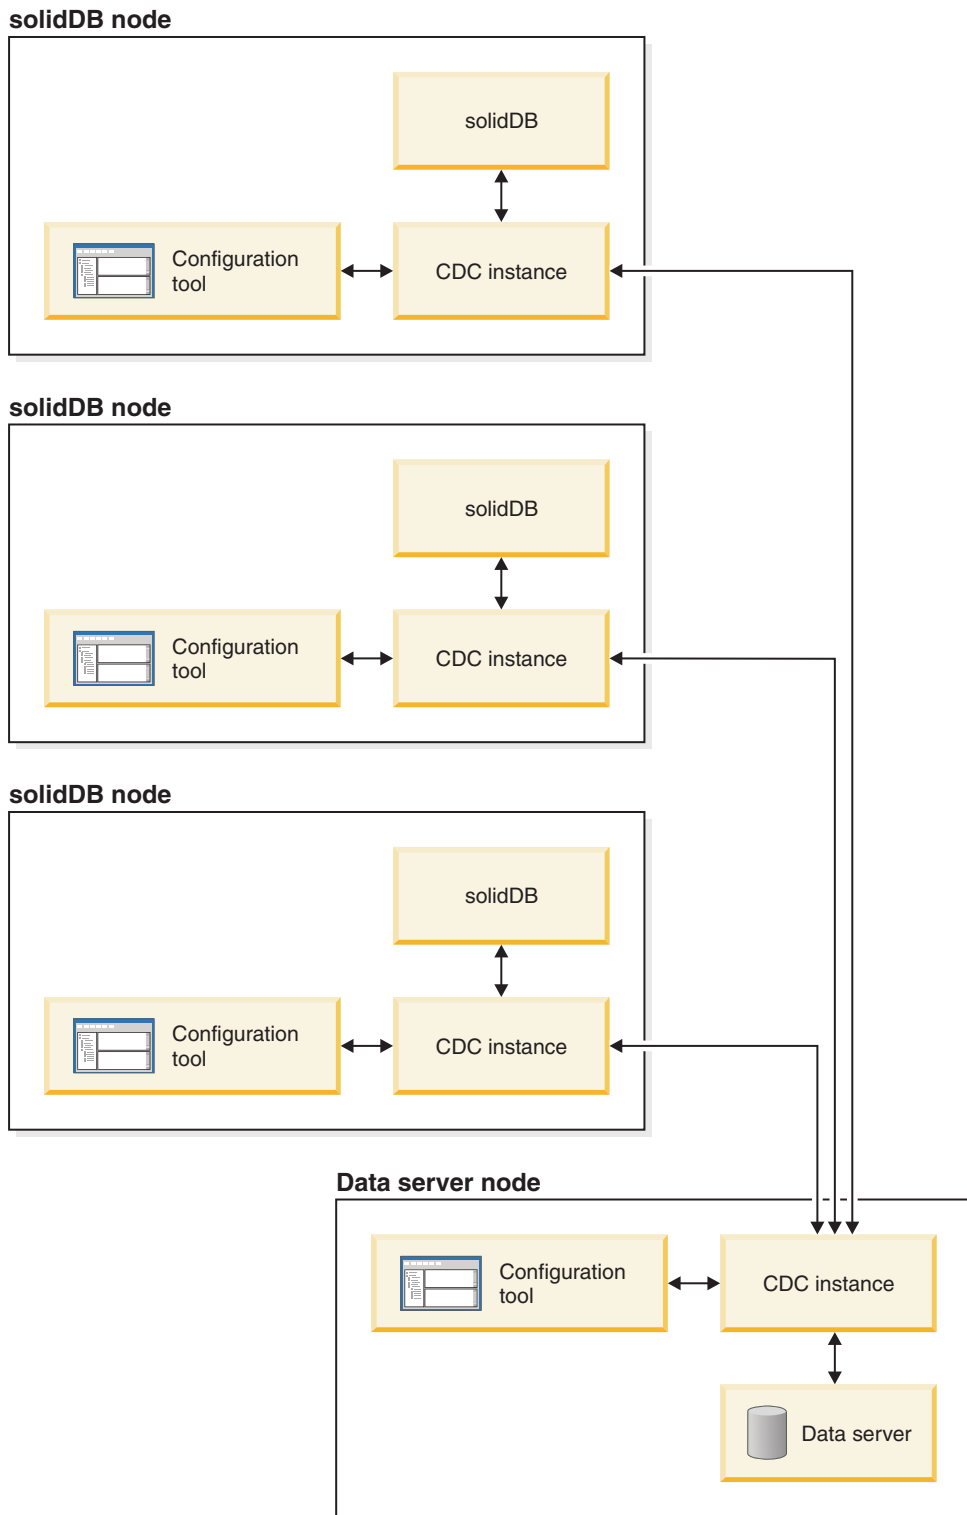 solidDB node
solidDB
Configuration
tool
CDC instance
solidDB node
solidDB
Configuration
tool
CDC instance
solidDB node
solidDB
Configuration
tool
CDC instance
Data server node
Configuration
tool
CDC instance
Data server